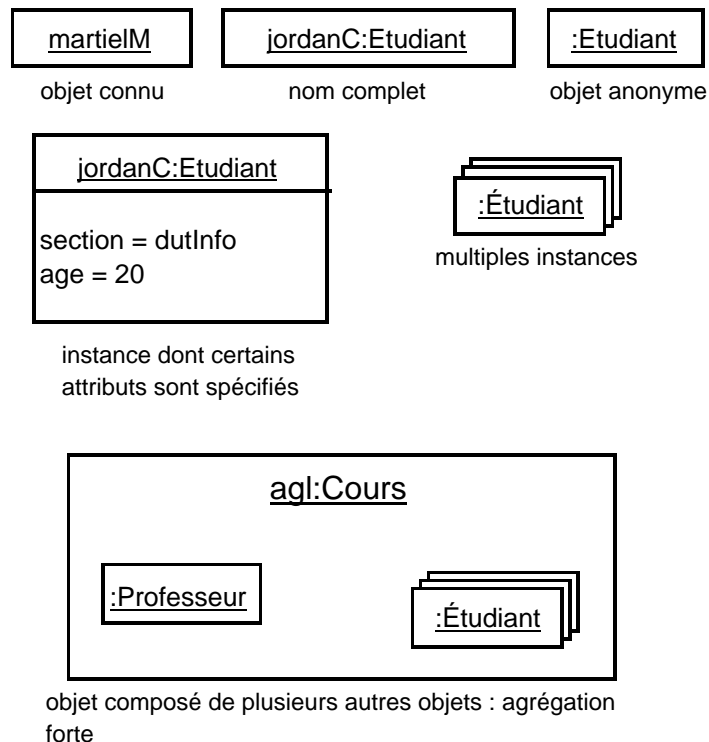 martielM
jordanC:Etudiant
:Etudiant
objet connu
nom complet
objet anonyme
jordanC:Etudiant
section = dutInfo
age = 20
:Étudiant
multiples instances
instance dont certains
attributs sont spécifiés
agl:Cours
:Professeur
:Étudiant
objet composé de plusieurs autres objets : agrégation
forte